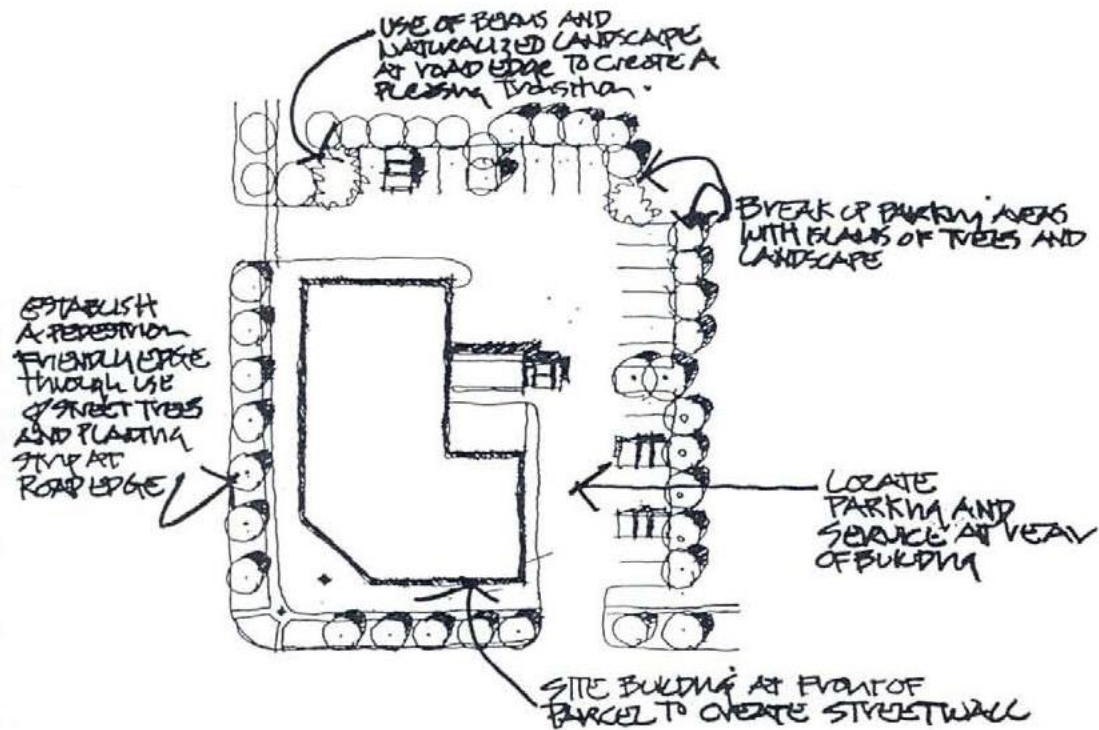 USE OF BERMS AND
NATURALIZED LANDSCAPE
AT ROAD EDGE TO CREATE A
PLEASING TRANSITION.
BREAK UP PARKING AREAS
WITH ISLANDS OF TREES AND
LANDSCAPE
ESTABLISH
A PEDESTRIAN
FRIENDLY EDGE
THROUGH USE
OF STREET TREES
AND PLANTING
STRIP AT
ROAD EDGE
LOCATE
PARKING AND
SERVICE AT REAR
OF BUILDING
SITE BUILDING AT FRONT OF
PARCEL TO CREATE STREETWALL